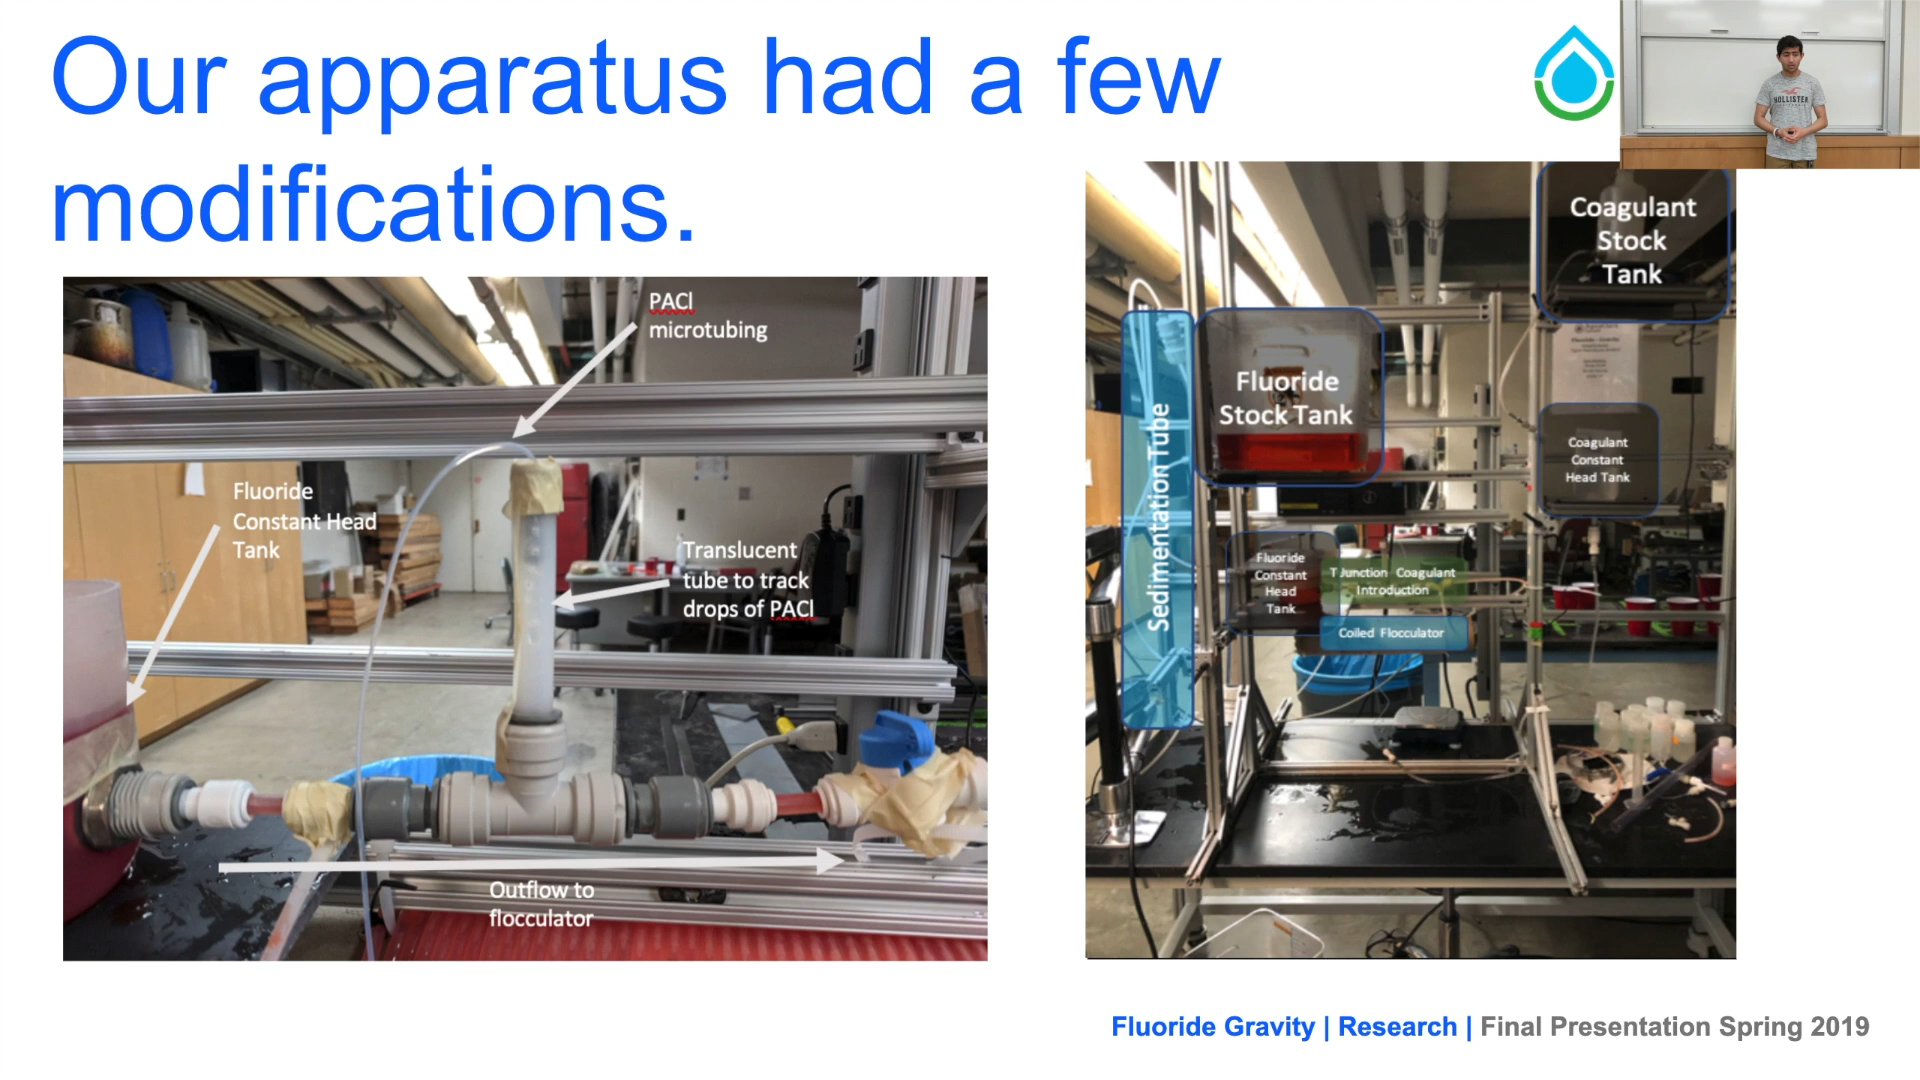 Our apparatus had a few
modifications.
HOLLISTER
PACl
microtubing
Fluoride
Constant Head
Tank
Translucent
tube to track
drops of PACl
Outflow to
flocculator
Coagulant
Stock
Tank
Fluoride
Stock Tank
Sedimentation Tube
Coagulant
Constant
Head Tank
Fluoride
Constant
Head
Tank
T Junction Coagulant
Introduction
Coiled Flocculator
Fluoride Gravity | Research | Final Presentation Spring 2019